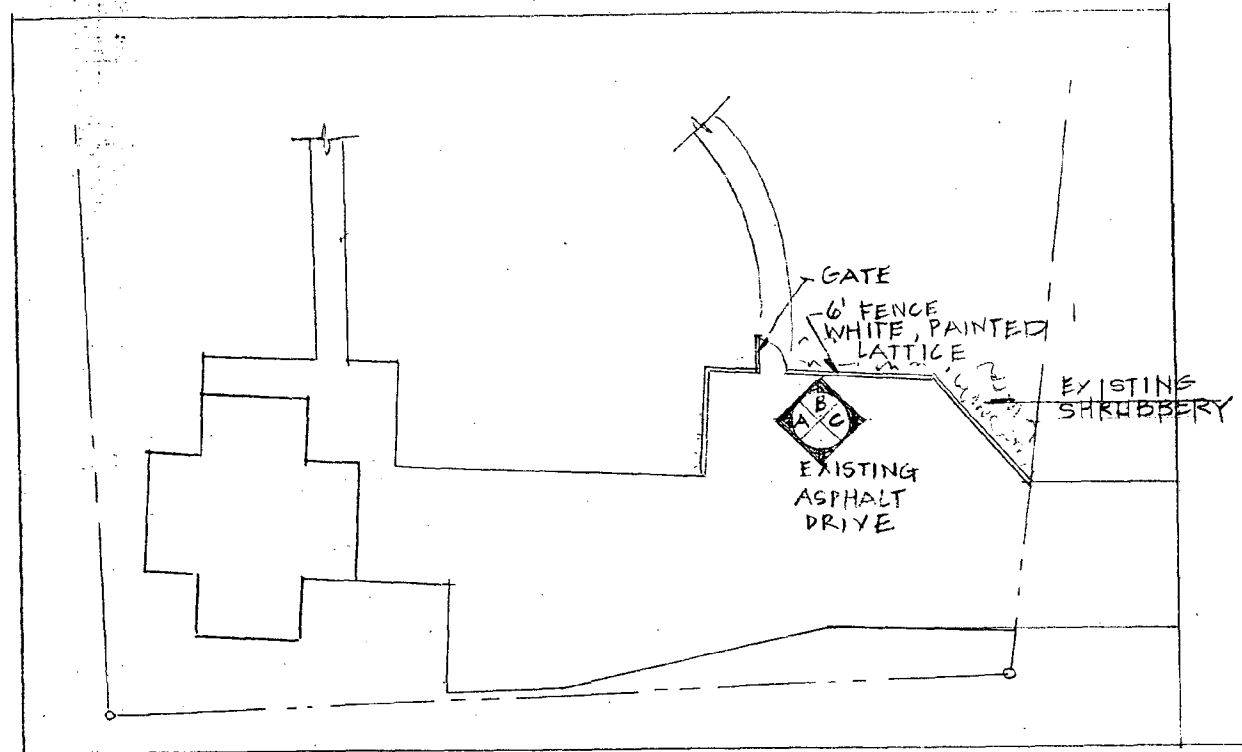 GATE
6' FENCE
WHITE, PAINTED
LATTICE
EXISTING
SHRUBBERY
B
A C
EXISTING
ASPHALT
DRIVE